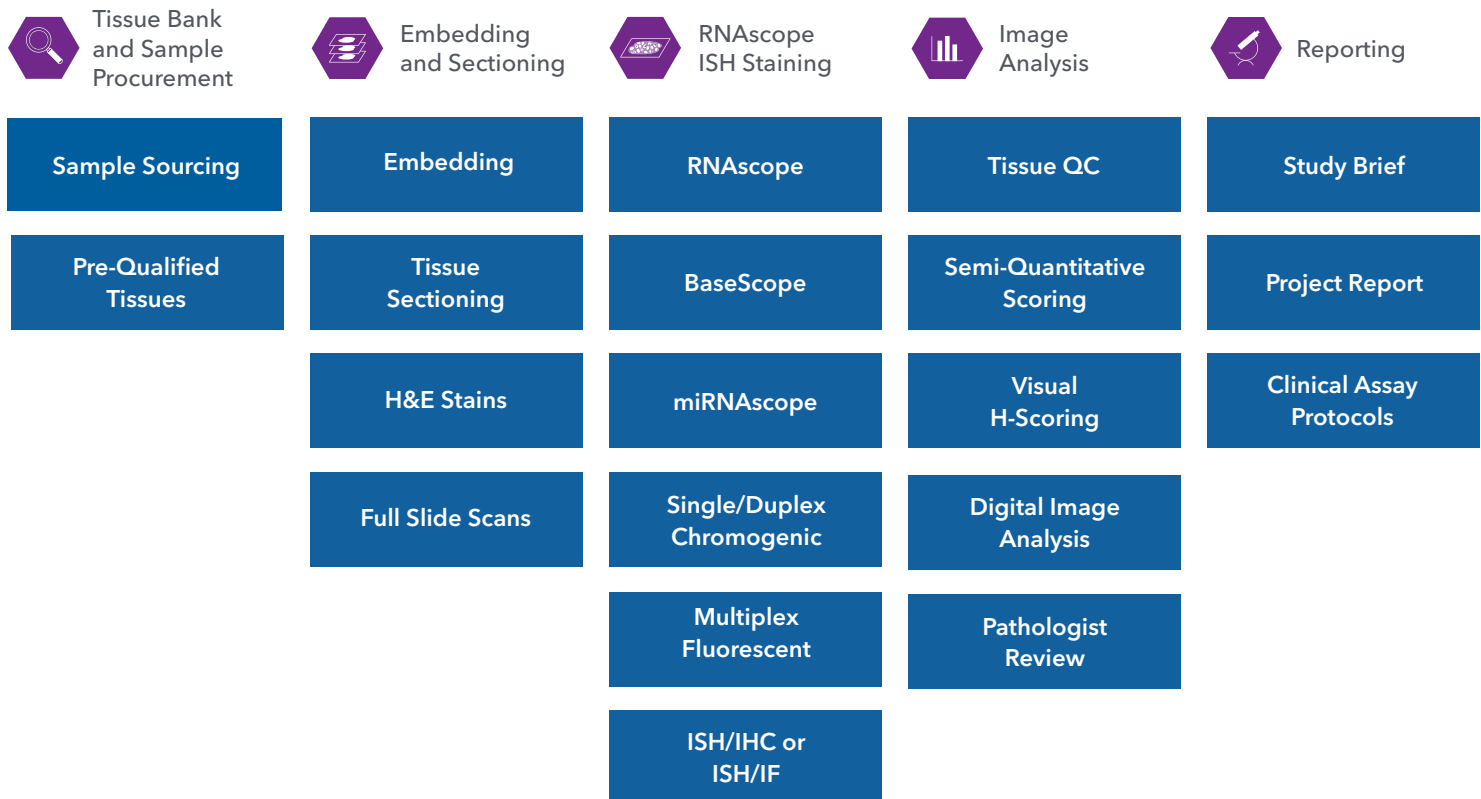 Tissue Bank
and Sample
Procurement
Embedding
and Sectioning
RNAscope
ISH Staining
Image
Analysis
Reporting
Sample Sourcing
Pre-Qualified
Tissues
Embedding
Tissue
Sectioning
H&E Stains
Full Slide Scans
RNAscope
BaseScope
miRNAscope
Single/Duplex
Chromogenic
Multiplex
Fluorescent
ISH/IHC or
ISH/IF
Tissue QC
Semi-Quantitative
Scoring
Visual
H-Scoring
Digital Image
Analysis
Pathologist
Review
Study Brief
Project Report
Clinical Assay
Protocols